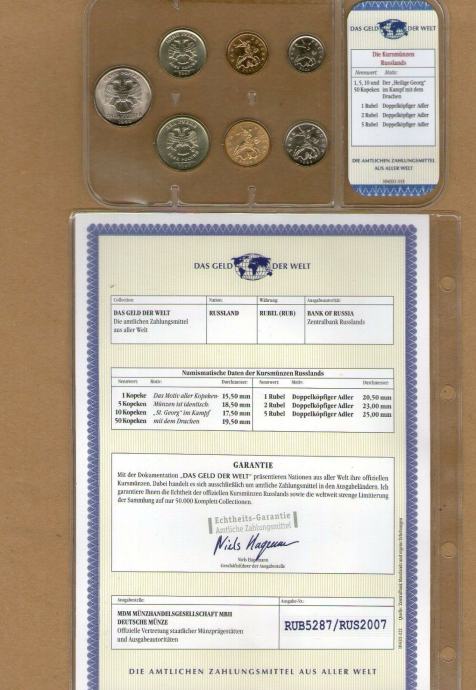 DAS GELD DER WELT
Die Kursmünzen
Russlands
Nennwert Motiv:
1, 5, 10 und Der „Heilige Georg"
50 Kopeken im Kampf mit dem
Drachen
1 Rubel Doppelköpfiger Adler
2 Rubel Doppelköpfiger Adler
5 Rubel Doppelköpfiger Adler
DIE AMTLICHEN ZAHLUNGSMITTEL
AUS ALLER WELT
DAS GELD DER WELT
Collection: Nation: Währung: Ausgabeautorität:
DAS GELD DER WELT RUSSLAND RUBEL (RUB) BANK OF RUSSIA
Die amtlichen Zahlungsmittel Zentralbank Russlands
aus aller Welt
Numismatische Daten der Kursmünzen Russlands
Nennwert: Motiv: Durchmesser: Nennwert: Motiv: Durchmesser:
1 Kopeke Das Motiv aller Kopeken- 15,50 mm 1 Rubel Doppelköpfiger Adler 20,50 mm
5 Kopeken Münzen ist identisch: 18,50 mm 2 Rubel Doppelköpfiger Adler 23,00 mm
10 Kopeken „St. Georg" im Kampf 17,50 mm 5 Rubel Doppelköpfiger Adler 25,00 mm
50 Kopeken mit dem Drachen 19,50 mm
GARANTIE
Mit der Dokumentation „DAS GELD DER WELT" präsentieren Nationen aus aller Welt ihre offiziellen
Kursmünzen. Dabei handelt es sich ausschließlich um amtliche Zahlungsmittel in den Ausgabeländern. Ich
garantiere Ihnen die Echtheit der offiziellen Kursmünzen Russlands sowie die weltweit strenge Limitierung
der Sammlung auf nur 50.000 Komplett-Collectionen.
Echtheits-Garantie
Amtliche Zahlungsmittel
Niels Hagemann
Geschäftsführer der Ausgabestelle
Ausgabestelle: Ausgabe-Nr.:
MDM MÜNZHANDELSGESELLSCHAFT MBH
DEUTSCHE MÜNZE
Offizielle Vertretung staatlicher Münzprägestätten
und Ausgabeautoritäten
RUB5287/RUS2007
DIE AMTLICHEN ZAHLUNGSMITTEL AUS ALLER WELT